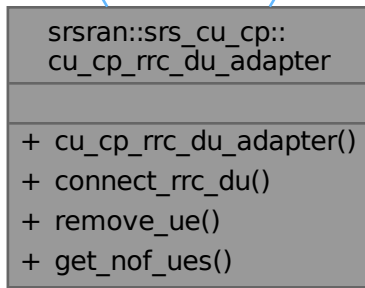 srsran::srs_cu_cp::
cu_cp_rrc_du_adapter
+ cu_cp_rrc_du_adapter()
+ connect_rrc_du()
+ remove_ue()
+ get_nof_ues()